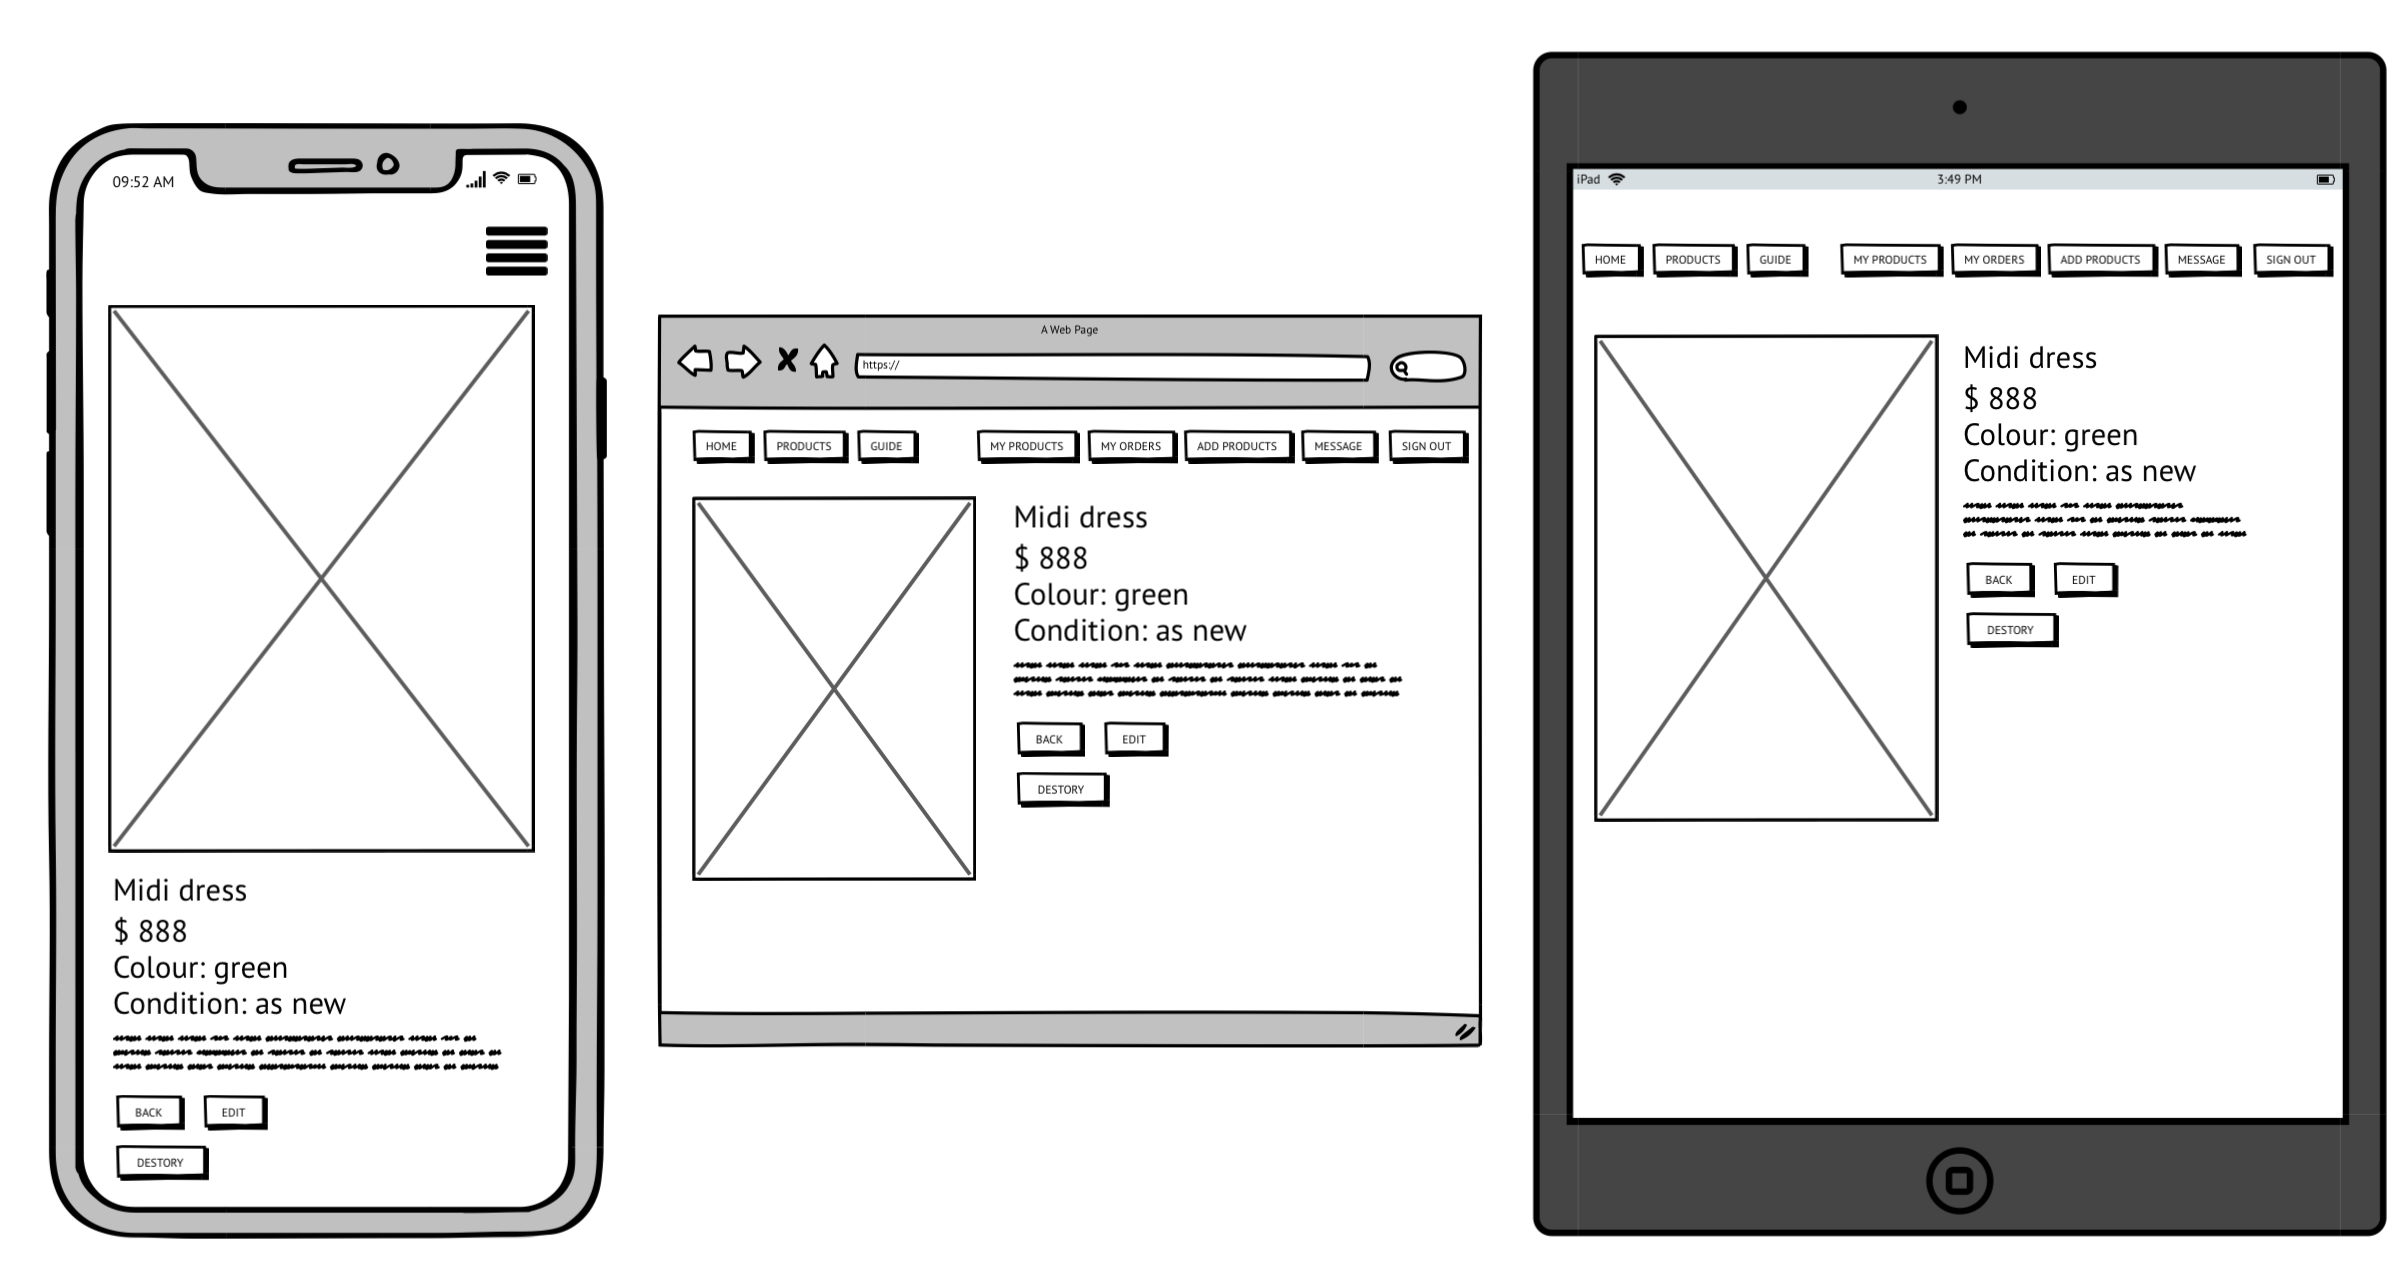 09:52 AM
Midi dress
$ 888
Colour: green
Condition: as new
BACK EDIT
DESTORY
A Web Page
https://
HOME PRODUCTS GUIDE MY PRODUCTS MY ORDERS ADD PRODUCTS MESSAGE SIGN OUT
Midi dress
$ 888
Colour: green
Condition: as new
BACK EDIT
DESTORY
iPad 3:49 PM
HOME PRODUCTS GUIDE MY PRODUCTS MY ORDERS ADD PRODUCTS MESSAGE SIGN OUT
Midi dress
$ 888
Colour: green
Condition: as new
BACK EDIT
DESTORY